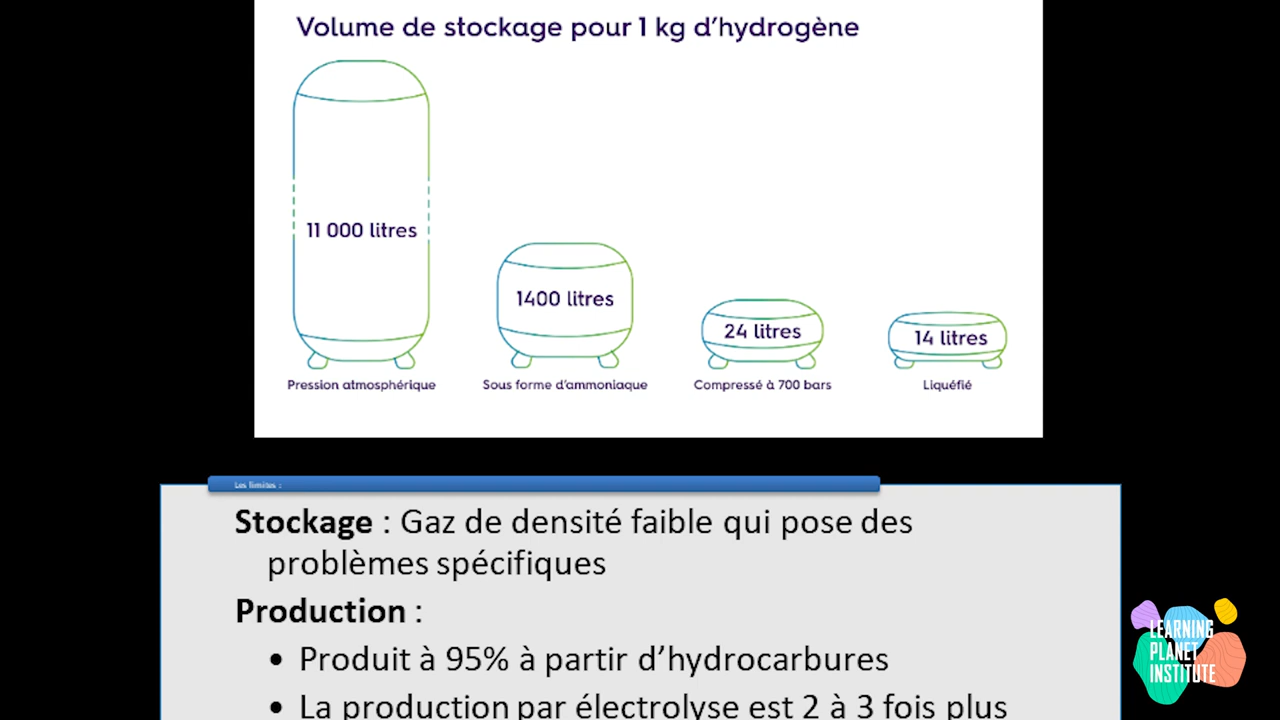 Volume de stockage pour 1 kg d'hydrogène
11 000 litres
1400 litres
24 litres
14 litres
Pression atmosphérique
Sous forme d'ammoniaque
Compressé à 700 bars
Liquéfié
Les limites :
Stockage : Gaz de densité faible qui pose des
problèmes spécifiques
Production :
• Produit à 95% à partir d’hydrocarbures
• La production par électrolyse est 2 à 3 fois plus
LEARNING
PLANET
INSTITUTE